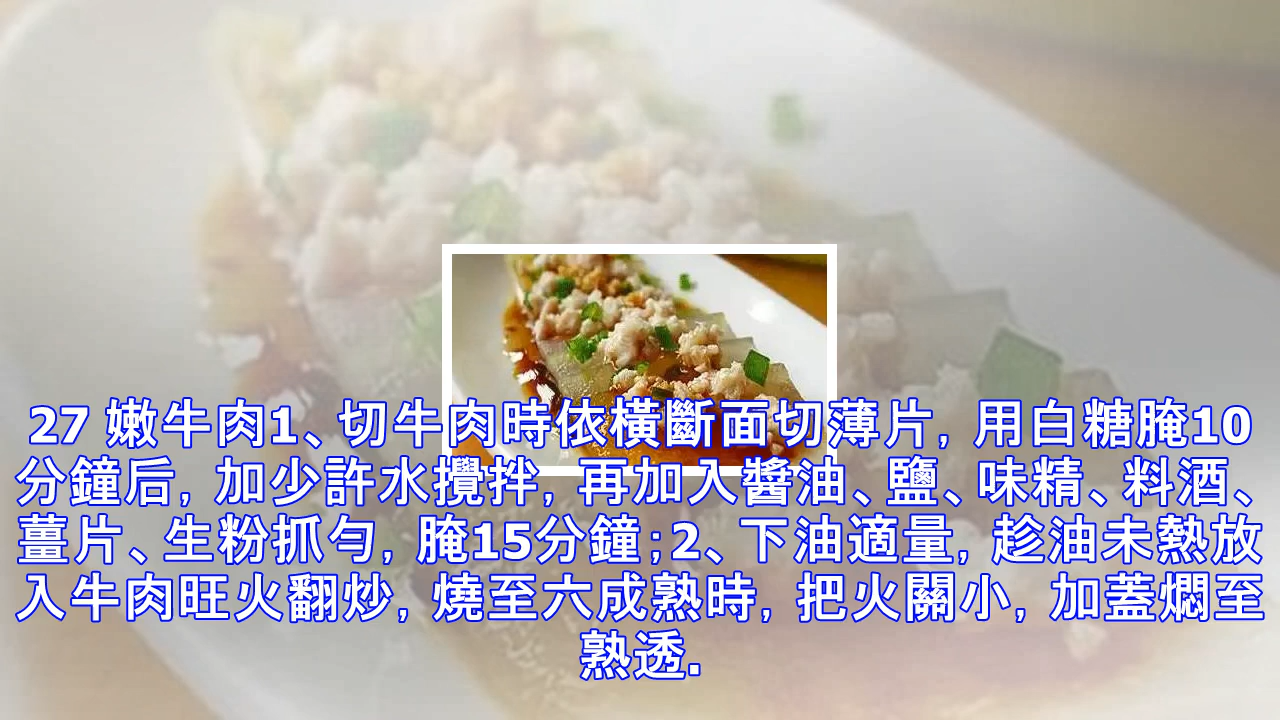 27 嫩牛肉1、切牛肉時依橫斷面切薄片, 用白糖腌10
分鐘后, 加少許水攪拌, 再加入醬油、鹽、味精、料酒、
薑片、生粉抓勻, 腌15分鐘; 2、下油適量, 趁油未熱放
入牛肉旺火翻炒, 燒至六成熟時, 把火關小, 加蓋燜至
熟透.